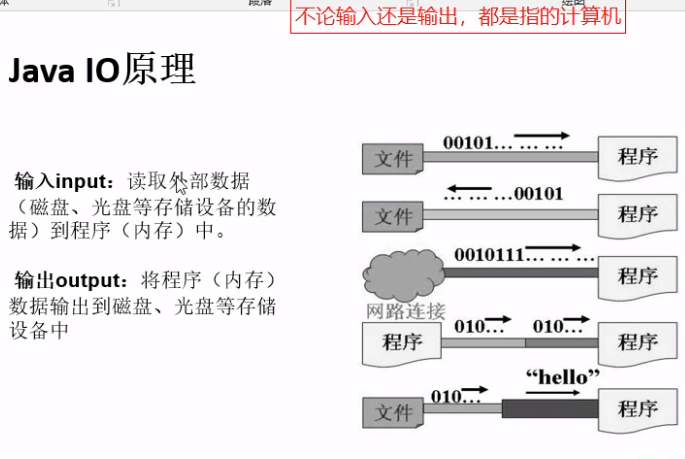 不论输入还是输出，都是指的计算机
Java IO原理
输入input：读取外部数据
（磁盘、光盘等存储设备的数
据）到程序（内存）中。
输出output：将程序（内存）
数据输出到磁盘、光盘等存储
设备中
00101... ... ...
文件
程序
... ... ...00101
文件
程序
0010111... ... ...
程序
网路连接
010...
010...
程序
程序
“hello”
010...
文件
程序